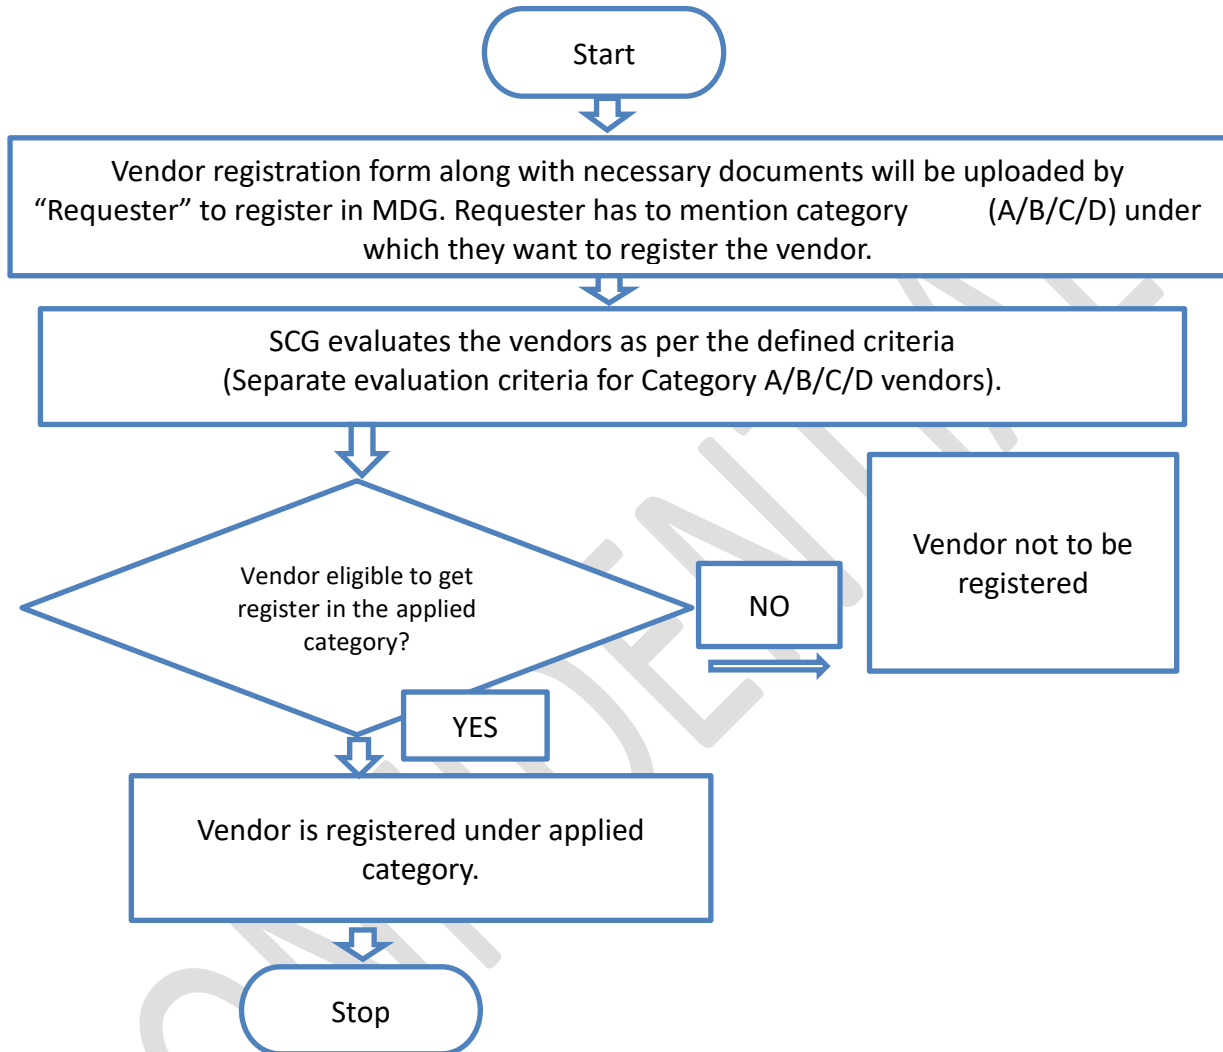 Start
Vendor registration form along with necessary documents will be uploaded by
“Requester” to register in MDG. Requester has to mention category (A/B/C/D) under
which they want to register the vendor.
SCG evaluates the vendors as per the defined criteria
(Separate evaluation criteria for Category A/B/C/D vendors).
Vendor eligible to get
register in the applied
category?
NO
Vendor not to be
registered
YES
Vendor is registered under applied
category.
Stop